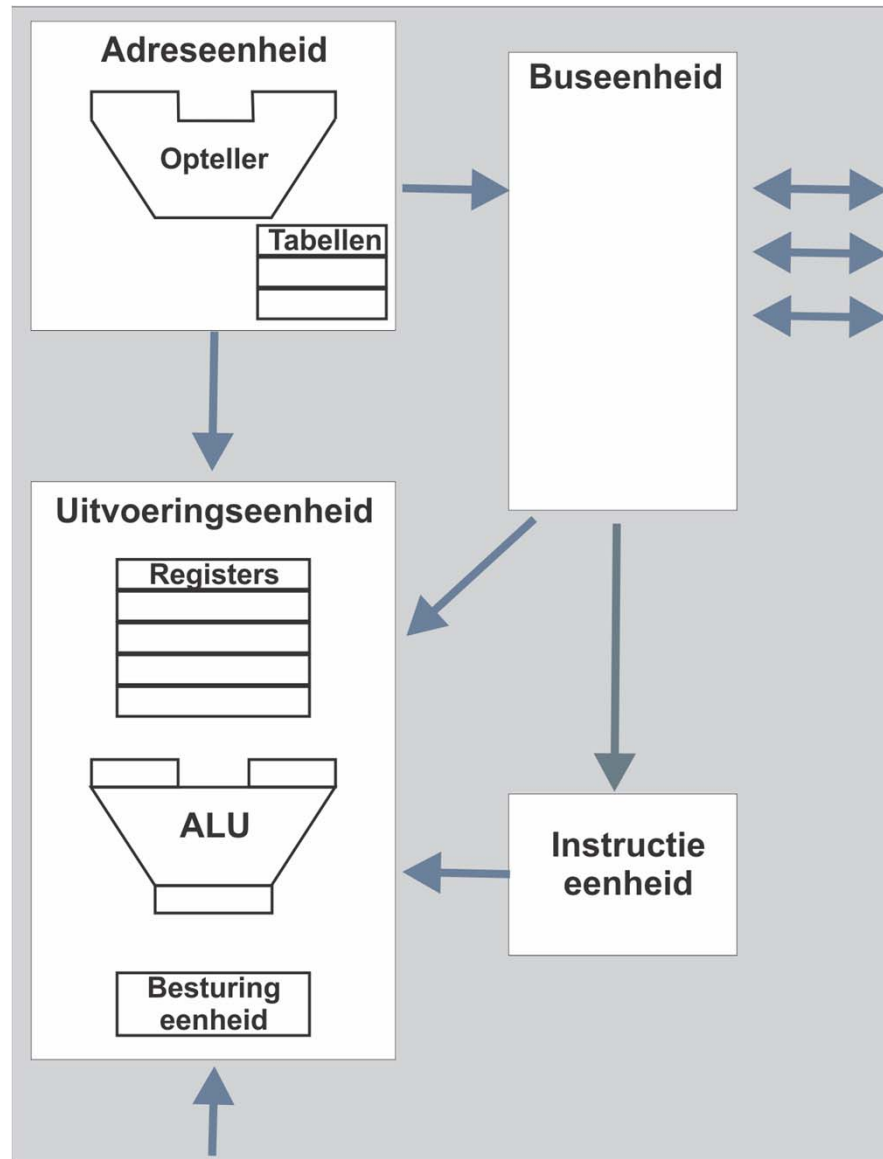 Adreseenheid
Opteller
Tabellen
Buseenheid
Uitvoeringseenheid
Registers
ALU
Besturing
eenheid
Instructie
eenheid